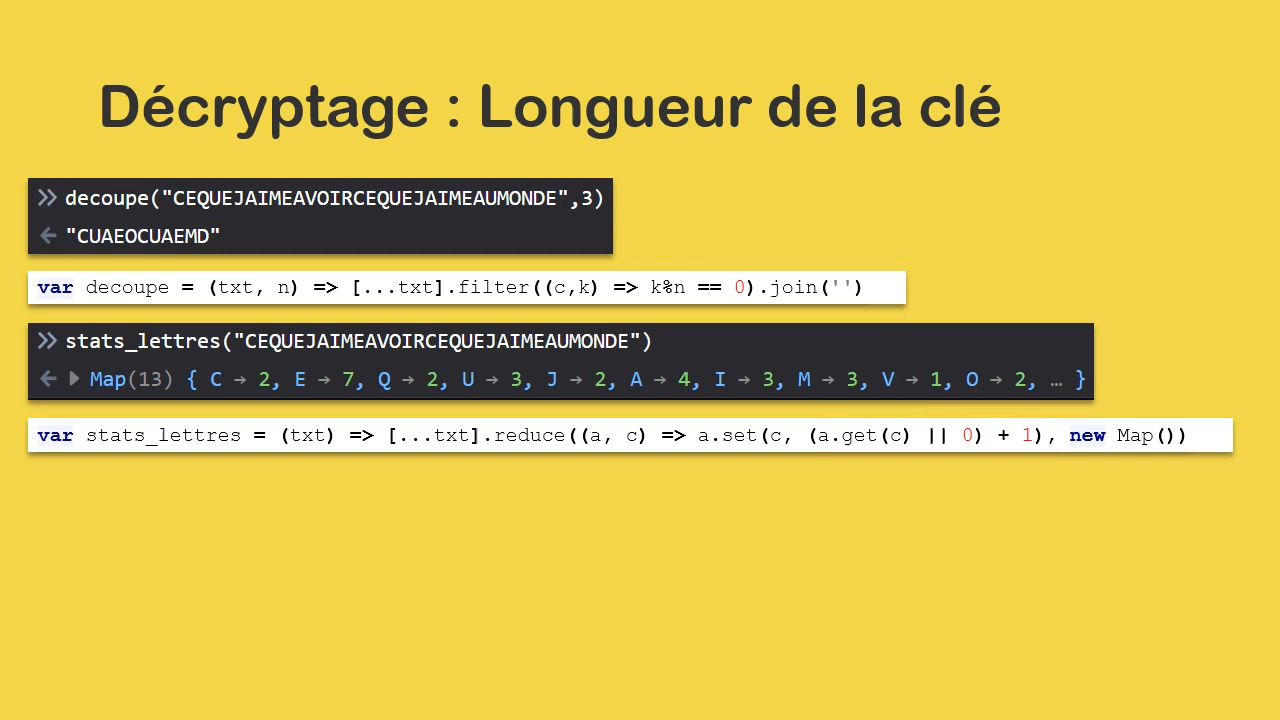 Décryptage : Longueur de la clé
>> decoupe("CEQUEJAIMEAVOIRCEQUEJAIMEAUMONDE",3)
← "CUAEOCUAEMD"
var decoupe = (txt, n) => [...txt].filter((c,k) => k%n == 0).join('')
>> stats_lettres("CEQUEJAIMEAVOIRCEQUEJAIMEAUMONDE")
← ▶ Map(13) { C → 2, E → 7, Q → 2, U → 3, J → 2, A → 4, I → 3, M → 3, V → 1, O → 2, … }
var stats_lettres = (txt) => [...txt].reduce((a, c) => a.set(c, (a.get(c) || 0) + 1), new Map())